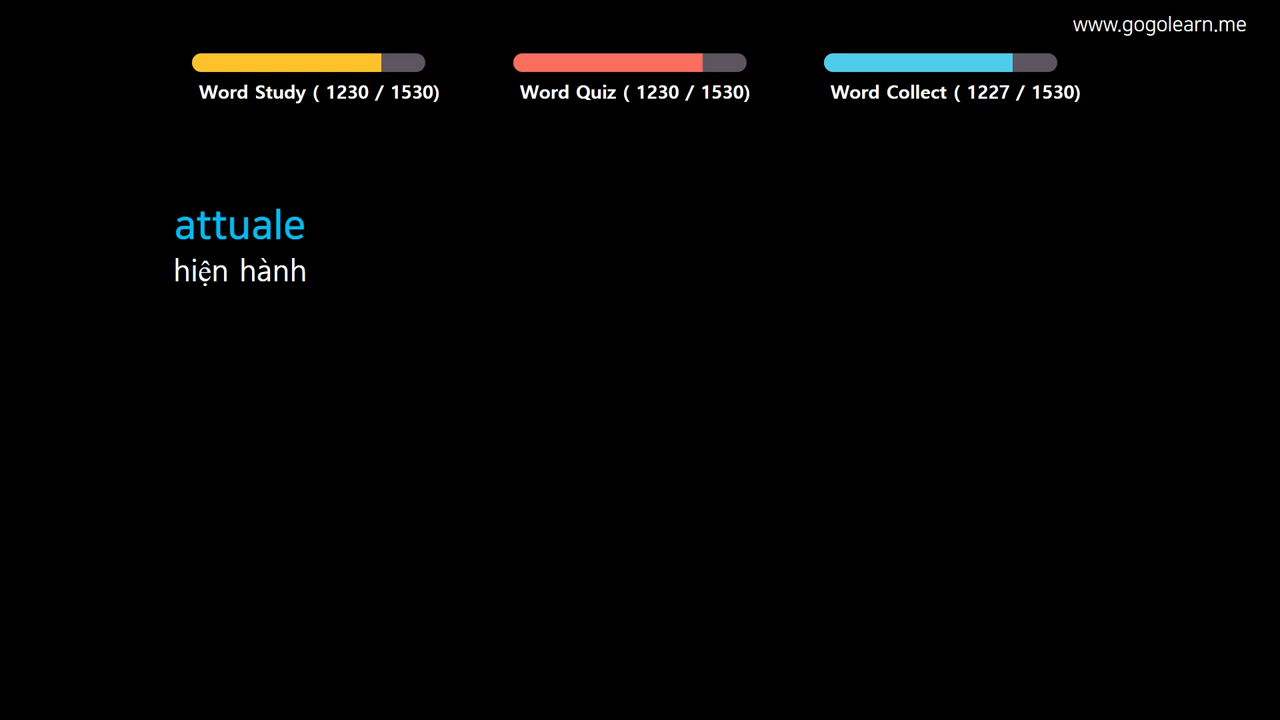 www.gogolearn.me
Word Study ( 1230 / 1530)
Word Quiz ( 1230 / 1530)
Word Collect ( 1227 / 1530)
attuale
hiện hành